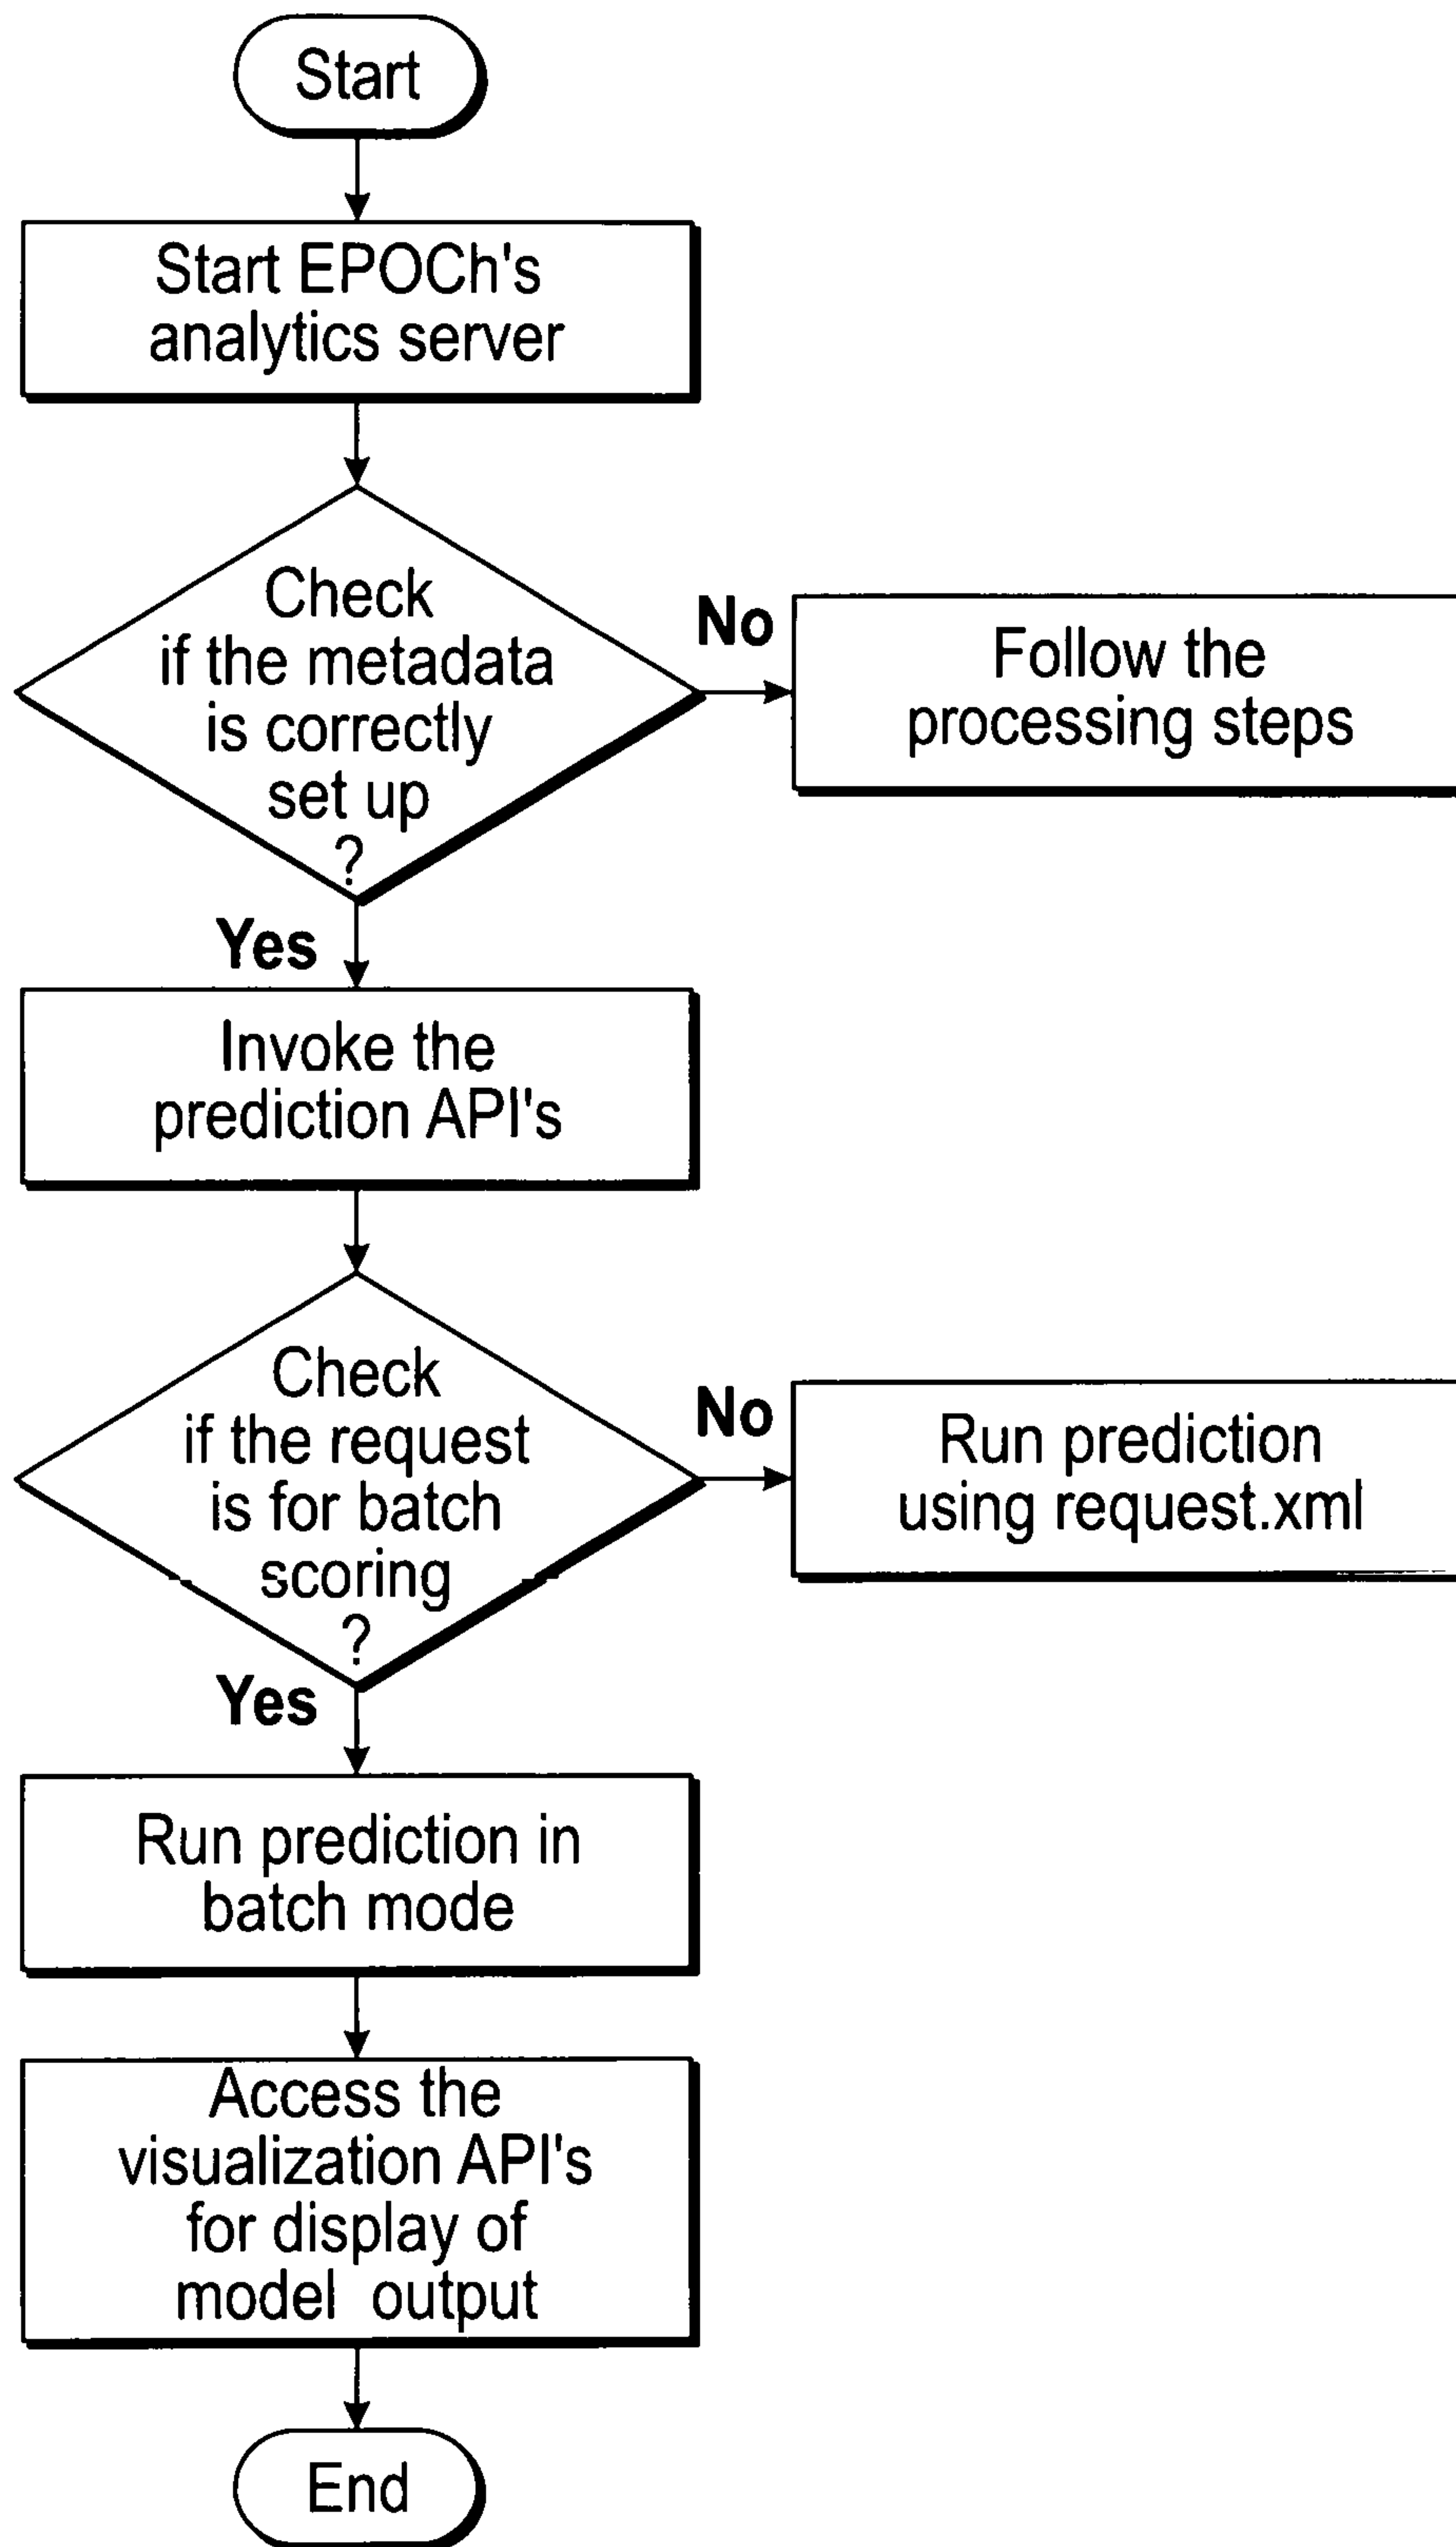 Start
Start EPOCh's
analytics server
Check
if the metadata
is correctly
set up
?
No
Follow the
processing steps
Yes
Invoke the
prediction API's
Check
if the request
is for batch
scoring
?
No
Run prediction
using request.xml
Yes
Run prediction in
batch mode
Access the
visualization API's
for display of
model output
End